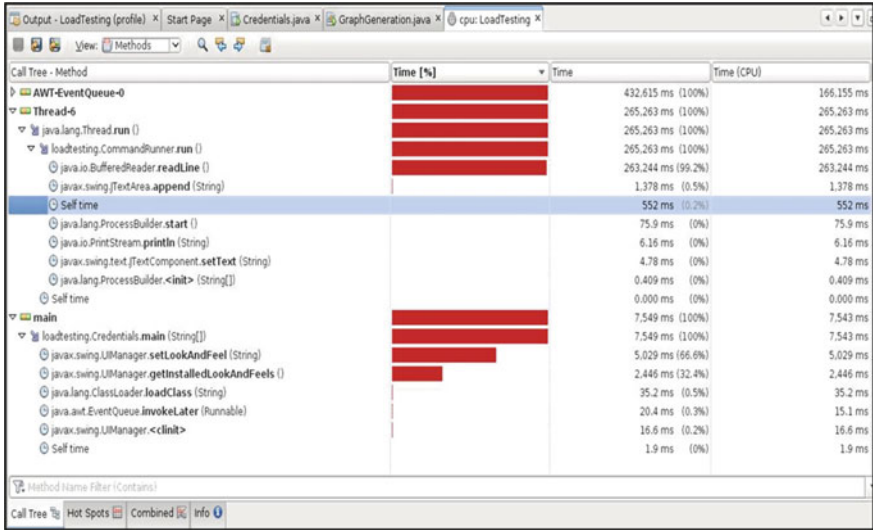 Output - LoadTesting (profile) x Start Page x Credentials.java x GraphGeneration.java x cpu: LoadTesting x
View: Methods
Call Tree - Method Time [%] Time Time (CPU)
AWT-EventQueue-0 432,615 ms (100%) 166,155 ms
Thread-6 265,263 ms (100%) 265,263 ms
java.lang.Thread.run () 265,263 ms (100%) 265,263 ms
loadtesting.CommandRunner.run () 265,263 ms (100%) 265,263 ms
java.io.BufferedReader.readLine () 263,244 ms (99.2%) 263,244 ms
javax.swing.JTextArea.append (String) 1,378 ms (0.5%) 1,378 ms
Self time 552 ms (0.2%) 552 ms
java.lang.ProcessBuilder.start () 75.9 ms (0%) 75.9 ms
java.io.PrintStream.println (String) 6.16 ms (0%) 6.16 ms
javax.swing.text.JTextComponent.setText (String) 4.78 ms (0%) 4.78 ms
java.lang.ProcessBuilder.<init> (String[]) 0.409 ms (0%) 0.409 ms
Self time 0.000 ms (0%) 0.000 ms
main 7,549 ms (100%) 7,543 ms
loadtesting.Credentials.main (String[]) 7,549 ms (100%) 7,543 ms
javax.swing.UIManager.setLookAndFeel (String) 5,029 ms (66.6%) 5,029 ms
javax.swing.UIManager.getInstalledLookAndFeels () 2,446 ms (32.4%) 2,446 ms
java.lang.ClassLoader.loadClass (String) 35.2 ms (0.5%) 35.2 ms
java.awt.EventQueue.invokeLater (Runnable) 20.4 ms (0.3%) 15.1 ms
javax.swing.UIManager.<clinit> 16.6 ms (0.2%) 16.6 ms
Self time 1.9 ms (0%) 1.9 ms
Method Name Filter (Contains)
Call Tree Hot Spots Combined Info